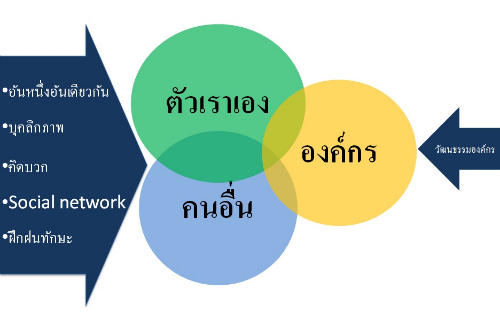 •อันหนึ่งอันเดียวกัน
•บุคลิกภาพ
•คิดบวก
•Social network
•ฝึกฝนทักษะ
ตัวเราเอง
คนอื่น
องค์กร
วัฒนธรรมองค์กร